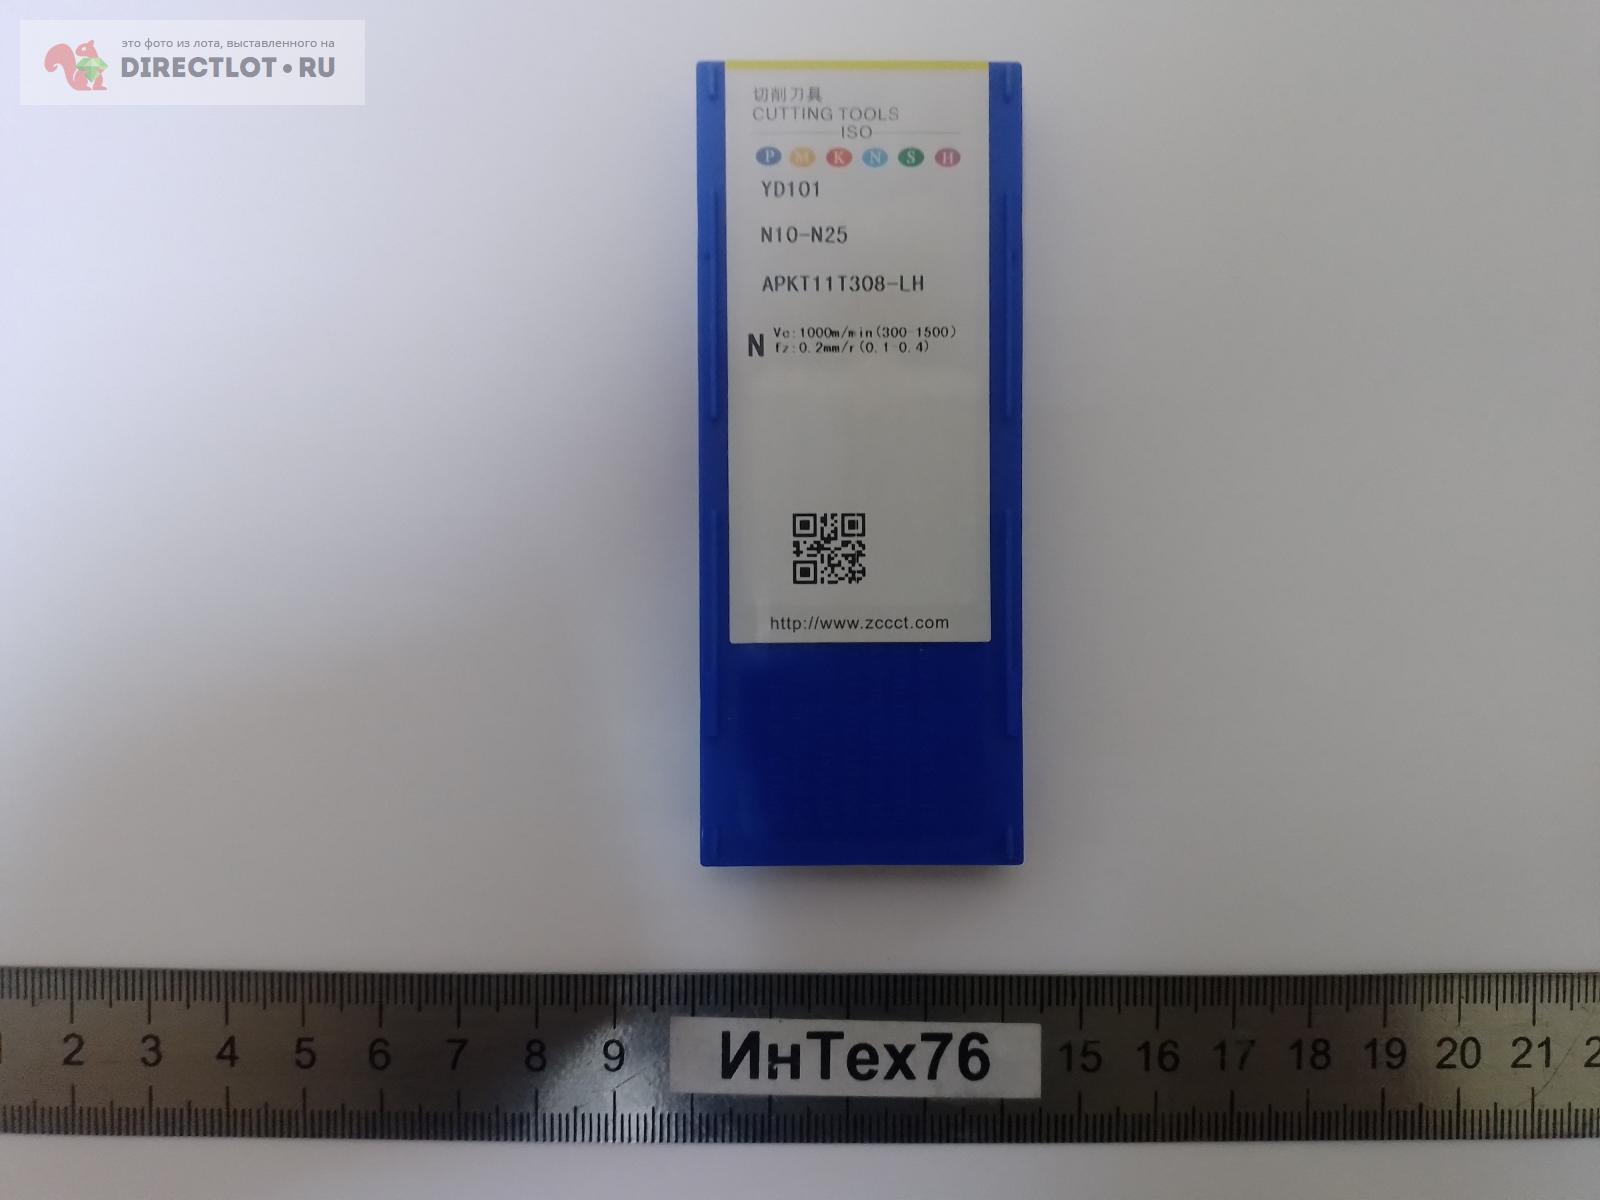 это фото из лота, выставленного на
DIRECTLOT•RU
切削刀具
CUTTING TOOLS
ISO
P M K N S H
YD101
N10-N25
APKT11T308-LH
N Vc:1000m/min(300-1500)
fz:0.2mm/r(0.1-0.4)
http://www.zccct.com
2 3 4 5 6 7 8 9 ИнТех76 15 16 17 18 19 20 21